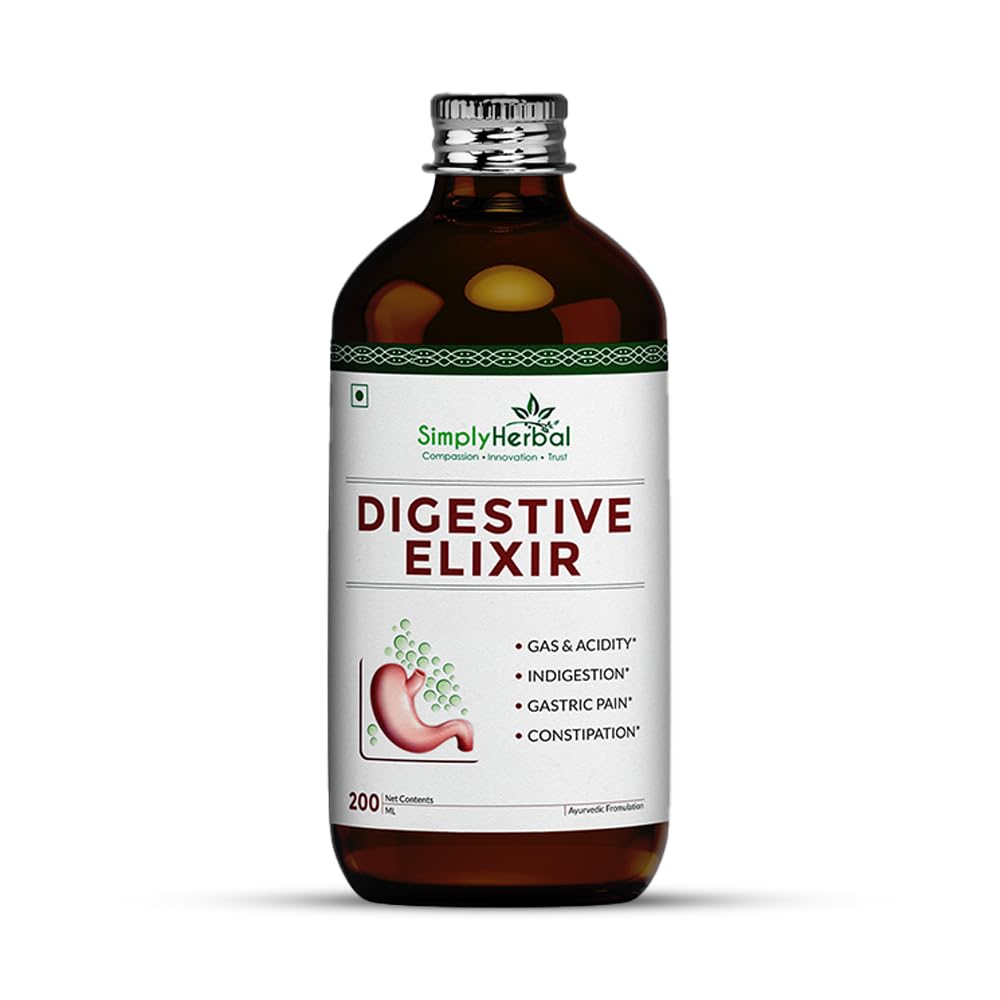 SimplyHerbal
Compassion • Innovation • Trust
DIGESTIVE
ELIXIR
• GAS & ACIDITY*
• INDIGESTION*
• GASTRIC PAIN*
• CONSTIPATION*
200 Net Contents
ML
Ayurvedic Fromulation